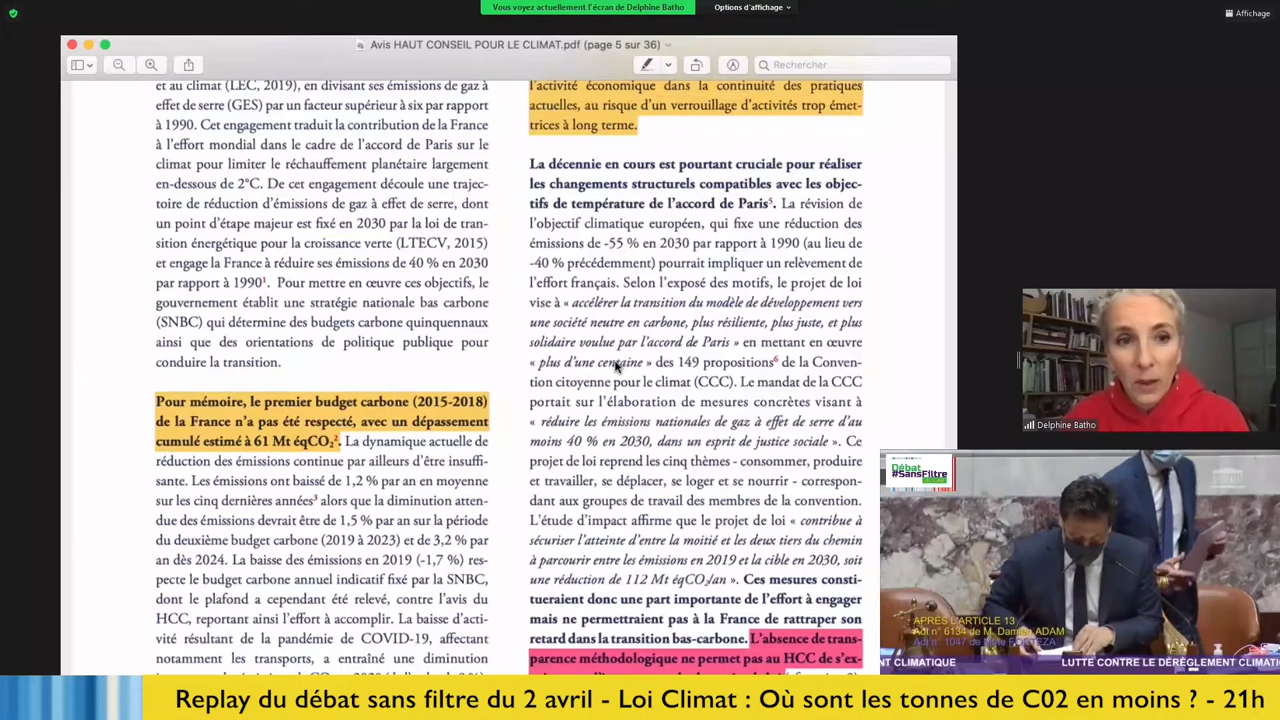 Vous voyez actuellement l'écran de Delphine Batho
Options d'affichage
Affichage
Avis HAUT CONSEIL POUR LE CLIMAT.pdf (page 5 sur 36)
Rechercher
et au climat (LEC, 2019), en divisant ses émissions de gaz à
effet de serre (GES) par un facteur supérieur à six par rapport
à 1990. Cet engagement traduit la contribution de la France
à l'effort mondial dans le cadre de l'accord de Paris sur le
climat pour limiter le réchauffement planétaire largement
en-dessous de 2°C. De cet engagement découle une trajec-
toire de réduction d'émissions de gaz à effet de serre, dont
un point d'étape majeur est fixé en 2030 par la loi de tran-
sition énergétique pour la croissance verte (LTECV, 2015)
et engage la France à réduire ses émissions de 40 % en 2030
par rapport à 1990¹. Pour mettre en œuvre ces objectifs, le
gouvernement établit une stratégie nationale bas carbone
(SNBC) qui détermine des budgets carbone quinquennaux
ainsi que des orientations de politique publique pour
conduire la transition.
Pour mémoire, le premier budget carbone (2015-2018)
de la France n'a pas été respecté, avec un dépassement
cumulé estimé à 61 Mt éqCO₂². La dynamique actuelle de
réduction des émissions continue par ailleurs d'être insuffi-
sante. Les émissions ont baissé de 1,2 % par an en moyenne
sur les cinq dernières années³ alors que la diminution atten-
due des émissions devrait être de 1,5 % par an sur la période
du deuxième budget carbone (2019 à 2023) et de 3,2 % par
an dès 2024. La baisse des émissions en 2019 (-1,7 %) res-
pecte le budget carbone annuel indicatif fixé par la SNBC,
dont le plafond a cependant été relevé, contre l'avis du
HCC, reportant ainsi l'effort à accomplir. La baisse d'acti-
vité résultant de la pandémie de COVID-19, affectant
notamment les transports, a entraîné une diminution
l'activité économique dans la continuité des pratiques
actuelles, au risque d'un verrouillage d'activités trop émet-
trices à long terme.
La décennie en cours est pourtant cruciale pour réaliser
les changements structurels compatibles avec les objec-
tifs de température de l'accord de Paris⁵. La révision de
l'objectif climatique européen, qui fixe une réduction des
émissions de -55 % en 2030 par rapport à 1990 (au lieu de
-40 % précédemment) pourrait impliquer un relèvement de
l'effort français. Selon l'exposé des motifs, le projet de loi
vise à « accélérer la transition du modèle de développement vers
une société neutre en carbone, plus résiliente, plus juste, et plus
solidaire voulue par l'accord de Paris » en mettant en œuvre
« plus d'une centaine » des 149 propositions⁶ de la Conven-
tion citoyenne pour le climat (CCC). Le mandat de la CCC
portait sur l'élaboration de mesures concrètes visant à
« réduire les émissions nationales de gaz à effet de serre d'au
moins 40 % en 2030, dans un esprit de justice sociale ». Ce
projet de loi reprend les cinq thèmes - consommer, produire
et travailler, se déplacer, se loger et se nourrir - correspon-
dant aux groupes de travail des membres de la convention.
L'étude d'impact affirme que le projet de loi « contribue à
sécuriser l'atteinte d'entre la moitié et les deux tiers du chemin
à parcourir entre les émissions en 2019 et la cible en 2030, soit
une réduction de 112 Mt éqCO₂/an ». Ces mesures consti-
tueraient donc une part importante de l'effort à engager
mais ne permettraient pas à la France de rattraper son
retard dans la transition bas-carbone. L'absence de trans-
parence méthodologique ne permet pas au HCC de s'ex-
Delphine Batho
Débat
#SansFiltre
APRÈS L'ARTICLE 13
Adt n° 6134 de M. Damien ADAM
Adt n° 1047 de Mme FORTEZA
T CLIMATIQUE
LUTTE CONTRE LE DÉRÈGLEMENT CLIMATI
Replay du débat sans filtre du 2 avril - Loi Climat : Où sont les tonnes de C02 en moins ? - 21h